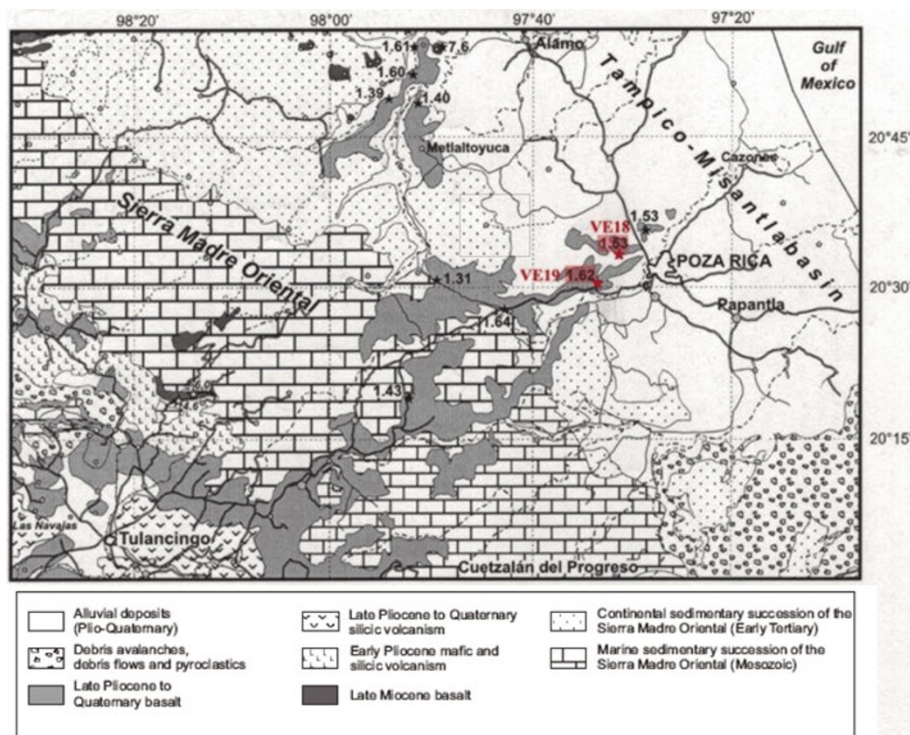 98°20' 98°00' 97°40' 97°20'
1.61 7,6 Álamo
Gulf
of
Mexico
1.60
1.39 1.40
Tampico-Misantlabasin
20°45'
Metlaltoyuca
Cazones
Sierra Madre Oriental
1.53
VE18
1.53
POZA RICA
VE19 1.62
1.31
20°30'
Papantla
1.64
1.43
20°15'
Las Navajas
Tulancingo
Cuetzalán del Progreso
Alluvial deposits
(Plio-Quaternary)
Debris avalanches,
debris flows and pyroclastics
Late Pliocene to
Quaternary basalt
Late Pliocene to Quaternary
silicic volcanism
Early Pliocene mafic and
silicic volcanism
Late Miocene basalt
Continental sedimentary succession of the
Sierra Madre Oriental (Early Tertiary)
Marine sedimentary succession of the
Sierra Madre Oriental (Mesozoic)